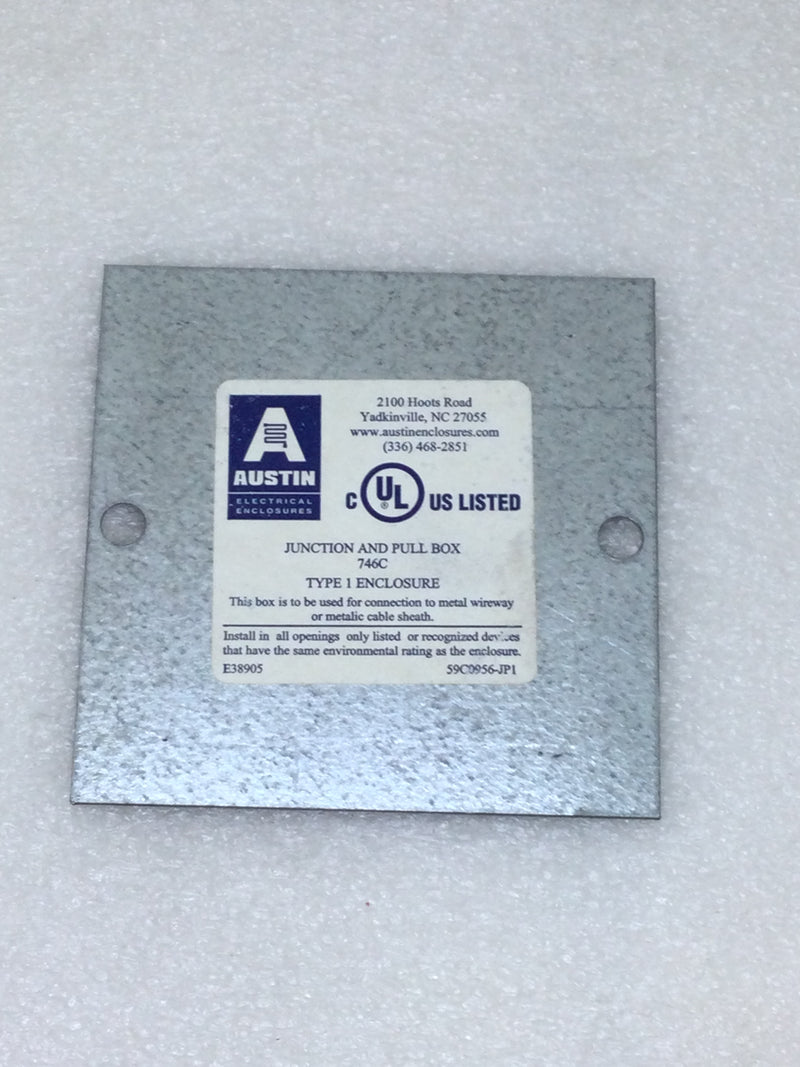 A
AUSTIN
ELECTRICAL
ENCLOSURES
2100 Hoots Road
Yadkinville, NC 27055
www.austinenclosures.com
(336) 468-2851
C UL ® US LISTED
JUNCTION AND PULL BOX
746C
TYPE 1 ENCLOSURE
This box is to be used for connection to metal wireway
or metalic cable sheath.
Install in all openings only listed or recognized devices
that have the same environmental rating as the enclosure.
E38905 59C0956-JP1